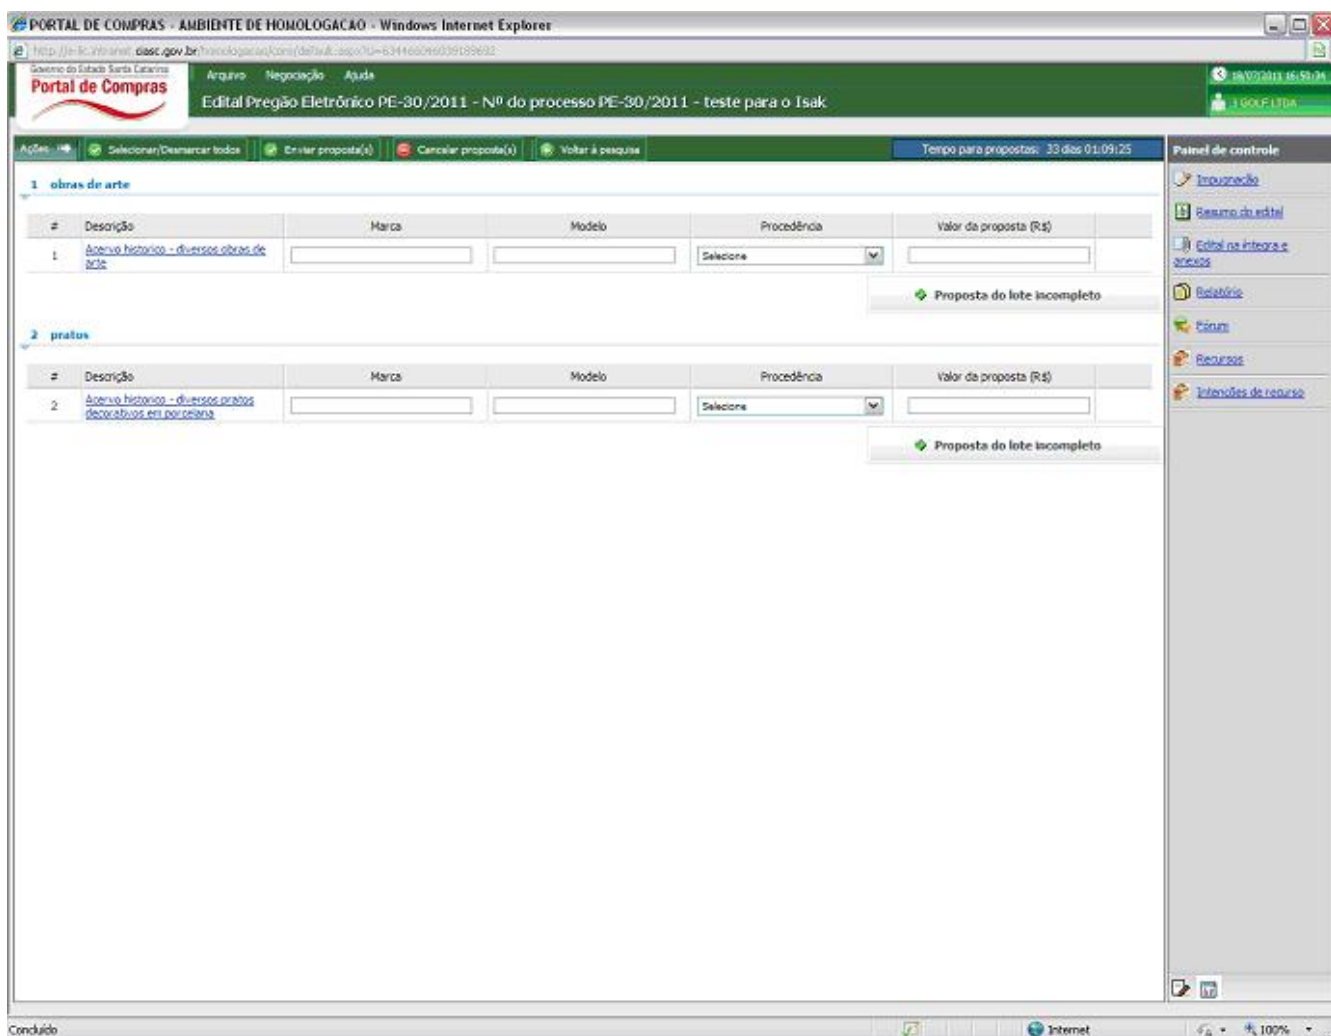 PORTAL DE COMPRAS - AMBIENTE DE HOMOLOGACAO - Windows Internet Explorer
ciasc.gov.br
Governo do Estado Santa Catarina
Portal de Compras
Arquivo Negociação Ajuda
Edital Pregão Eletrônico PE-30/2011 - Nº do processo PE-30/2011 - teste para o Isak
Ações Selecionar/Desmarcar todos Enviar proposta(s) Cancelar proposta(s) Voltar à pesquisa Tempo para propostas: 33 dias 01:09:25 Painel de controle
1 obras de arte
# Descrição Marca Modelo Procedência Valor da proposta (R$)
1 Acervo historico - diversos obras de arte Selecione
Proposta do lote incompleto
2 pratos
# Descrição Marca Modelo Procedência Valor da proposta (R$)
2 Acervo historico - diversos pratos
decorativos em porcelana Selecione
Proposta do lote incompleto
Impugnação
Resumo do edital
Edital na íntegra e
anexos
Relatório
Fórum
Recursos
Intenções de recurso
Concluído Internet 100%